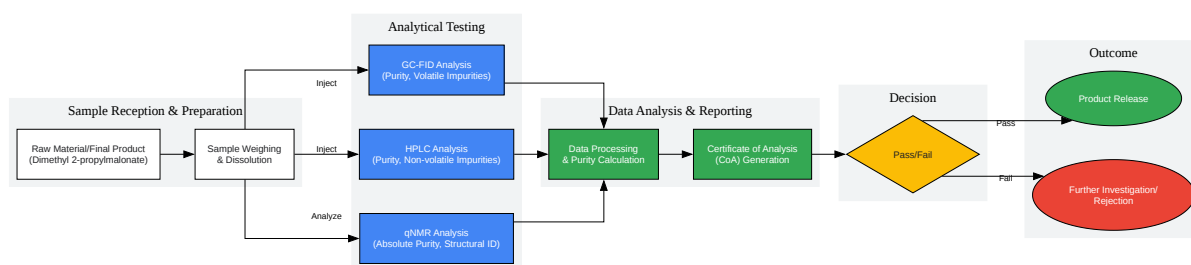 Sample Reception & Preparation
Raw Material/Final Product
(Dimethyl 2-propylmalonate)
Sample Weighing
& Dissolution
Inject
Inject
Analyze
Analytical Testing
GC-FID Analysis
(Purity, Volatile Impurities)
HPLC Analysis
(Purity, Non-volatile Impurities)
qNMR Analysis
(Absolute Purity, Structural ID)
Data Analysis & Reporting
Data Processing
& Purity Calculation
Certificate of Analysis
(CoA) Generation
Decision
Pass/Fail
Pass
Fail
Outcome
Product Release
Further Investigation/
Rejection